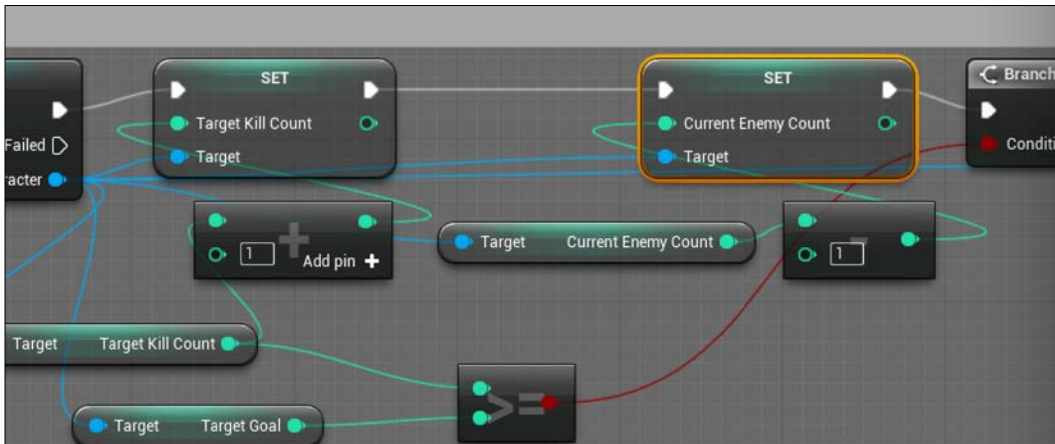 SET
SET
Branch
Failed
Target Kill Count
Current Enemy Count
Conditi
racter
Target
Target
+
1
Add pin +
Target
Current Enemy Count
-
1
Target
Target Kill Count
>=
Target
Target Goal